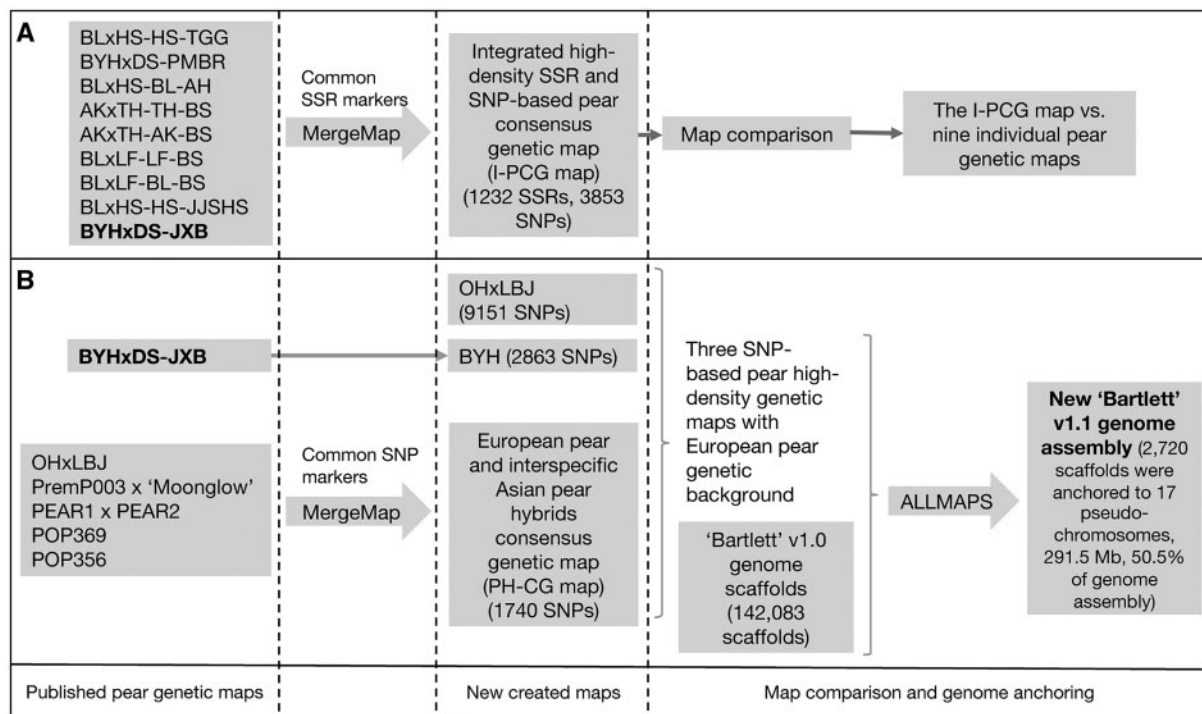 A
BLxHS-HS-TGG
BYHxDS-PMBR
BLxHS-BL-AH
AKxTH-TH-BS
AKxTH-AK-BS
BLxLF-LF-BS
BLxLF-BL-BS
BLxHS-HS-JJSHS
BYHxDS-JXB
Common
SSR markers
MergeMap
Integrated high-
density SSR and
SNP-based pear
consensus
genetic map
(I-PCG map)
(1232 SSRs, 3853
SNPs)
Map comparison
The I-PCG map vs.
nine individual pear
genetic maps
B
BYHxDS-JXB
OHxLBJ
PremP003 x ‘Moonglow’
PEAR1 x PEAR2
POP369
POP356
Common SNP
markers
MergeMap
OHxLBJ
(9151 SNPs)
BYH (2863 SNPs)
European pear
and interspecific
Asian pear
hybrids
consensus
genetic map
(PH-CG map)
(1740 SNPs)
Three SNP-
based pear high-
density genetic
maps with
European pear
genetic
background
‘Bartlett’ v1.0
genome
scaffolds
(142,083
scaffolds)
ALLMAPS
New ‘Bartlett’
v1.1 genome
assembly (2,720
scaffolds were
anchored to 17
pseudo-
chromosomes,
291.5 Mb, 50.5%
of genome
assembly)
Published pear genetic maps
New created maps
Map comparison and genome anchoring